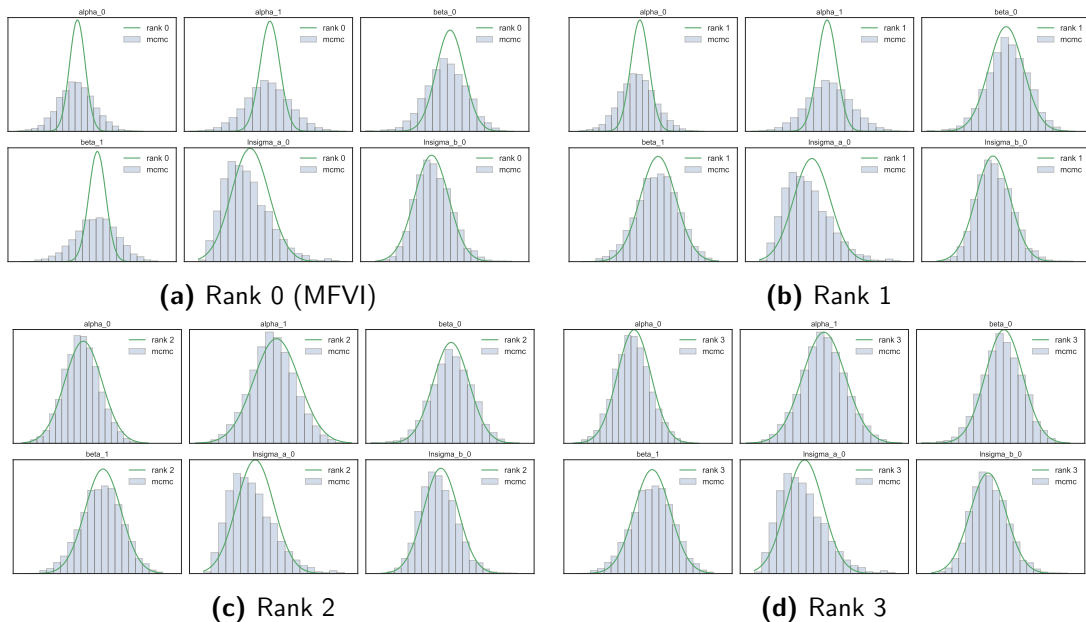 alpha_0
rank 0
mcmc
alpha_1
rank 0
mcmc
beta_0
rank 0
mcmc
beta_1
rank 0
mcmc
lnsigma_a_0
rank 0
mcmc
lnsigma_b_0
rank 0
mcmc
(a) Rank 0 (MFVI)
alpha_0
rank 1
mcmc
alpha_1
rank 1
mcmc
beta_0
rank 1
mcmc
beta_1
rank 1
mcmc
lnsigma_a_0
rank 1
mcmc
lnsigma_b_0
rank 1
mcmc
(b) Rank 1
alpha_0
rank 2
mcmc
alpha_1
rank 2
mcmc
beta_0
rank 2
mcmc
beta_1
rank 2
mcmc
lnsigma_a_0
rank 2
mcmc
lnsigma_b_0
rank 2
mcmc
(c) Rank 2
alpha_0
rank 3
mcmc
alpha_1
rank 3
mcmc
beta_0
rank 3
mcmc
beta_1
rank 3
mcmc
lnsigma_a_0
rank 3
mcmc
lnsigma_b_0
rank 3
mcmc
(d) Rank 3